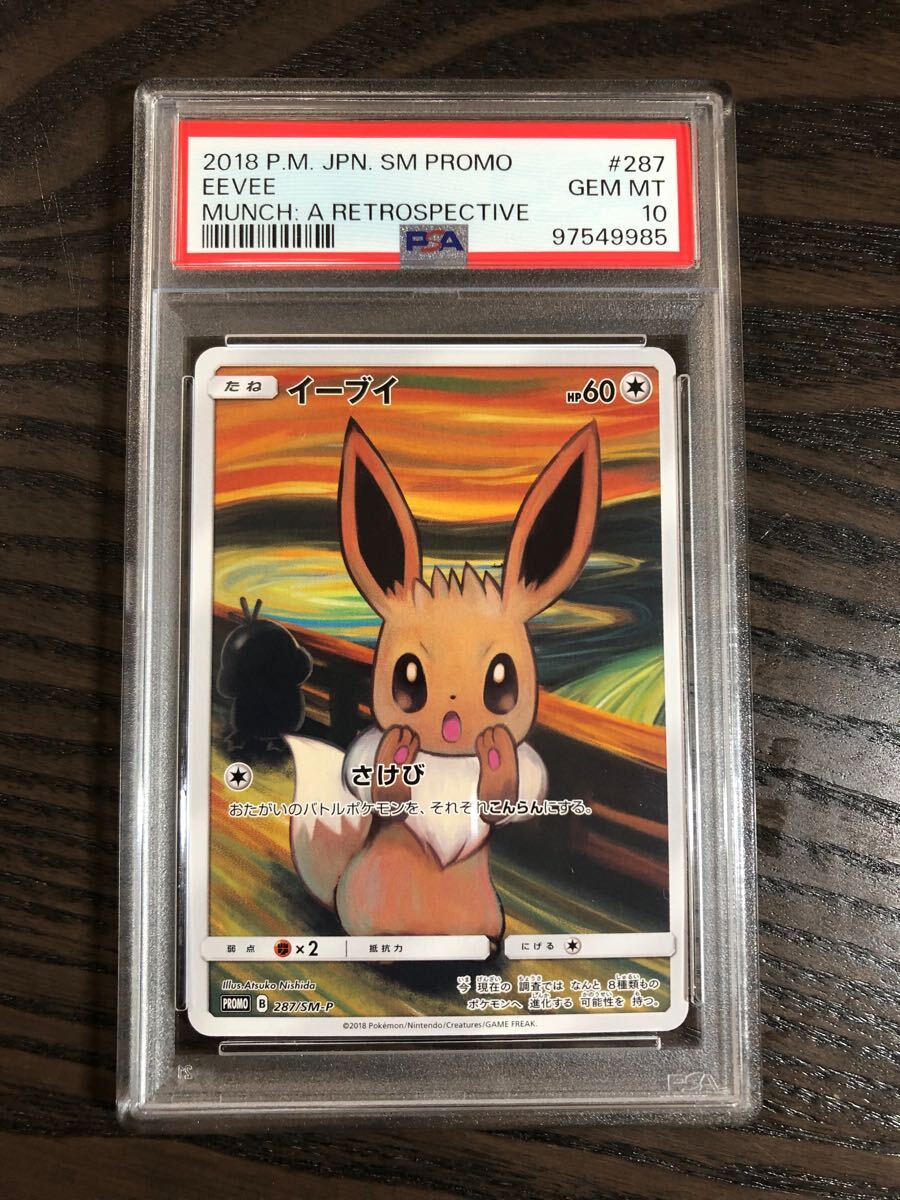 2018 P.M. JPN. SM PROMO #287
EEVEE GEM MT
MUNCH: A RETROSPECTIVE 10
PSA 97549985
たね イーブイ HP60
さけび
おたがいのバトルポケモンを、それぞれこんらんにする。
弱点 ×2 抵抗力 にげる
Illus.Atsuko Nishida
PROMO B 287/SM-P
今 現在の 調査では なんと 8種類もの
ポケモンへ 進化する 可能性を 持つ。
©2018 Pokémon/Nintendo/Creatures/GAME FREAK.
PSA